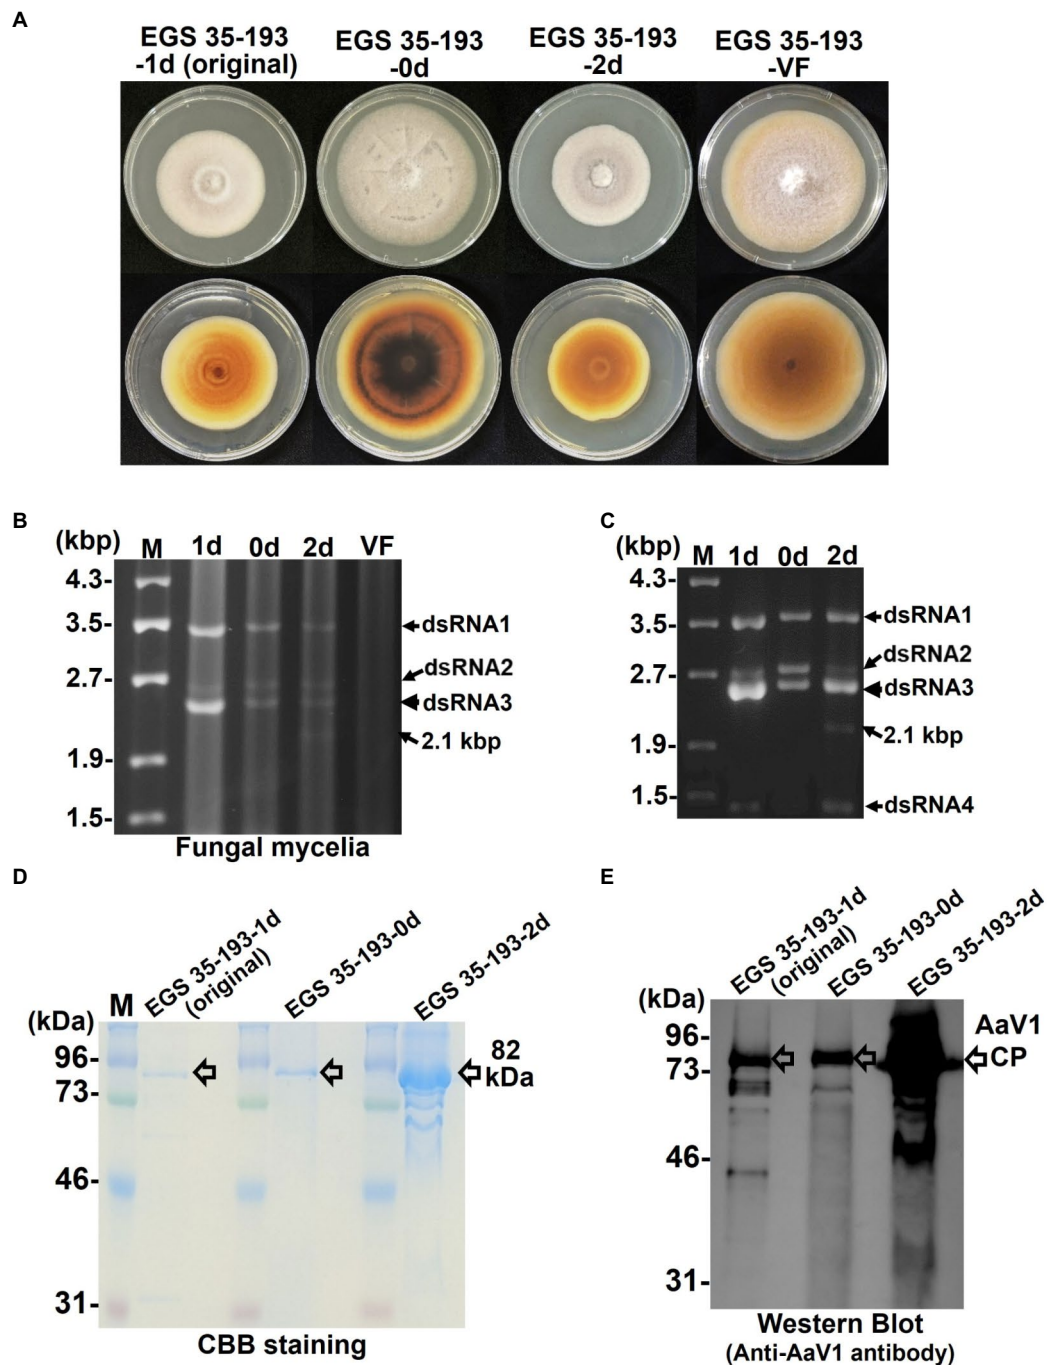 A
EGS 35-193
-1d (original)
EGS 35-193
-0d
EGS 35-193
-2d
EGS 35-193
-VF
B
(kbp) M 1d 0d 2d VF
4.3-
3.5-
2.7-
1.9-
1.5-
dsRNA1
dsRNA2
dsRNA3
2.1 kbp
Fungal mycelia
C
(kbp) M 1d 0d 2d
4.3-
3.5-
2.7-
1.9-
1.5-
dsRNA1
dsRNA2
dsRNA3
2.1 kbp
dsRNA4
D
(kDa) M
EGS 35-193-1d
(original)
EGS 35-193-0d
EGS 35-193-2d
96-
73-
46-
31-
82
kDa
CBB staining
E
(kDa)
EGS 35-193-1d
(original)
EGS 35-193-0d
EGS 35-193-2d
96-
73-
46-
31-
AaV1
CP
Western Blot
(Anti-AaV1 antibody)